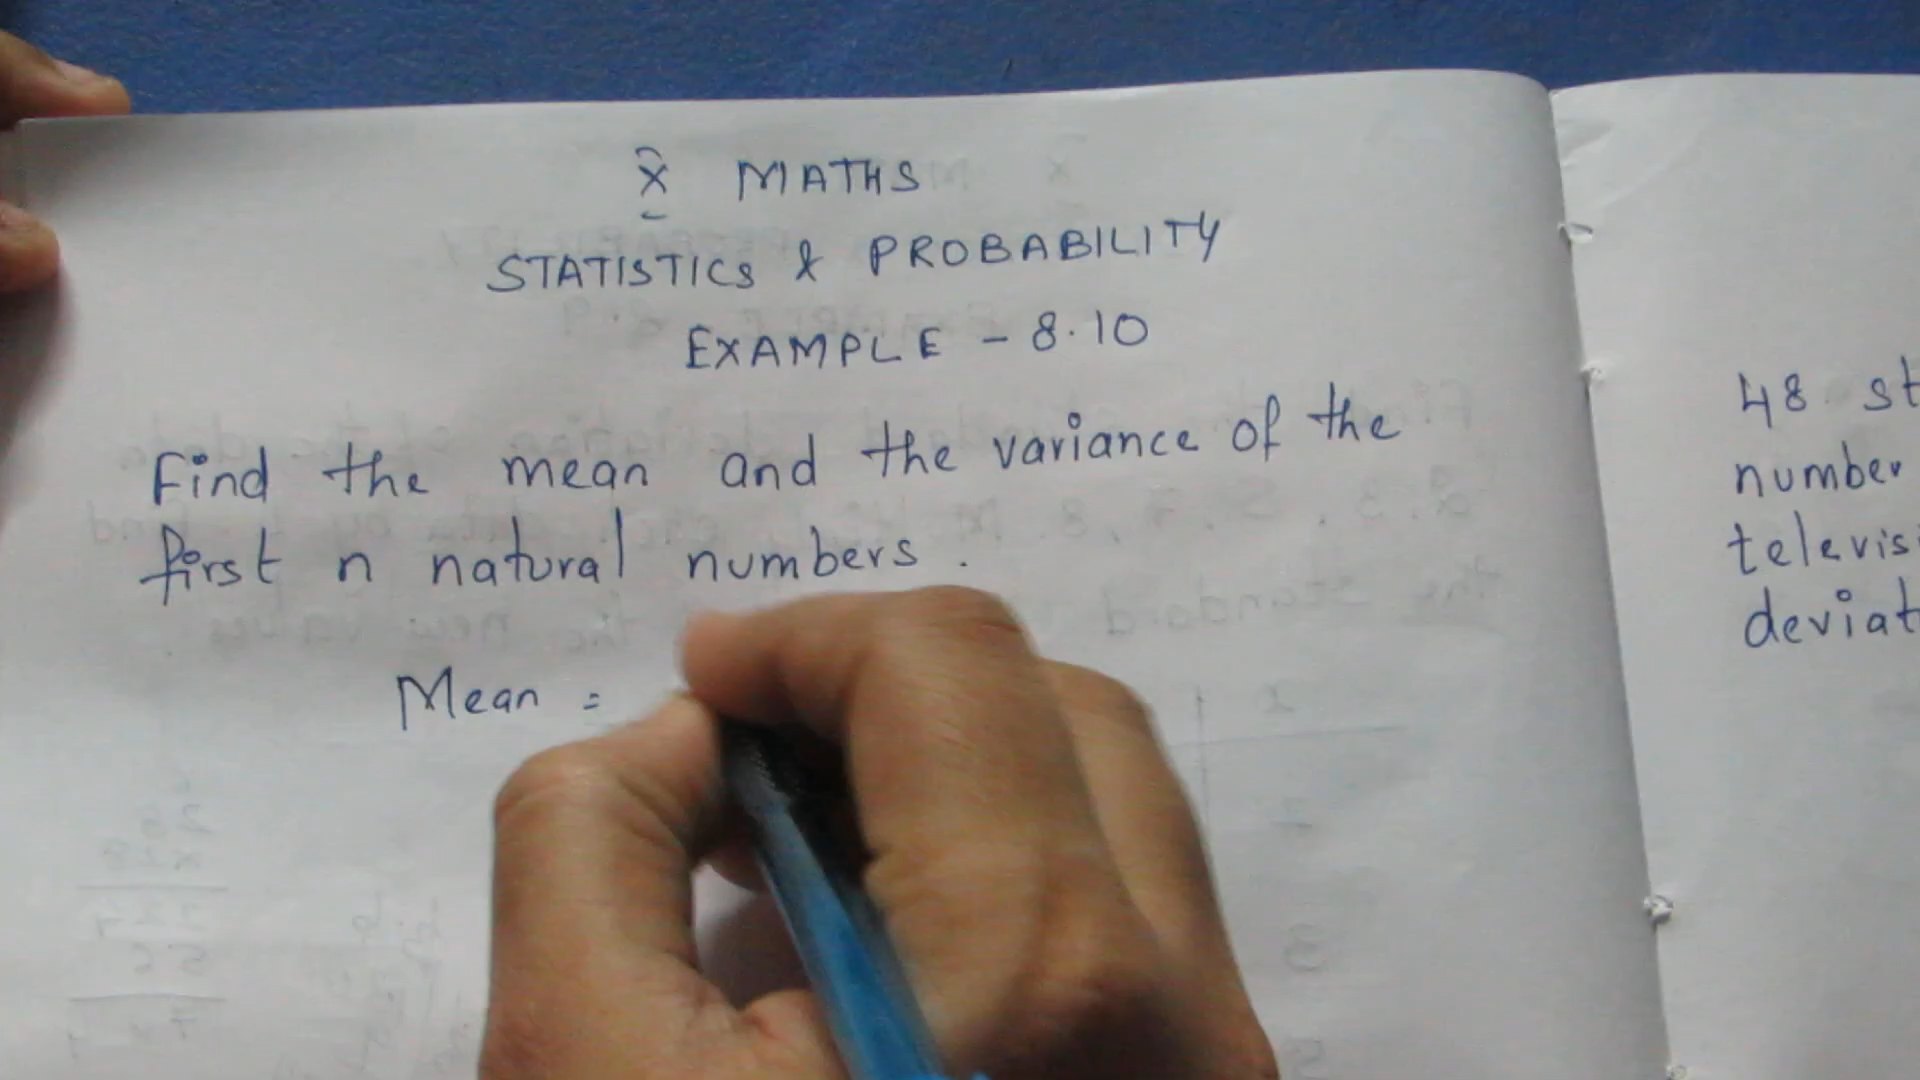 X MATHS
STATISTICS & PROBABILITY
EXAMPLE - 8.10
Find the mean and the variance of the
first n natural numbers.
Mean =
48 st
number
televis
deviat